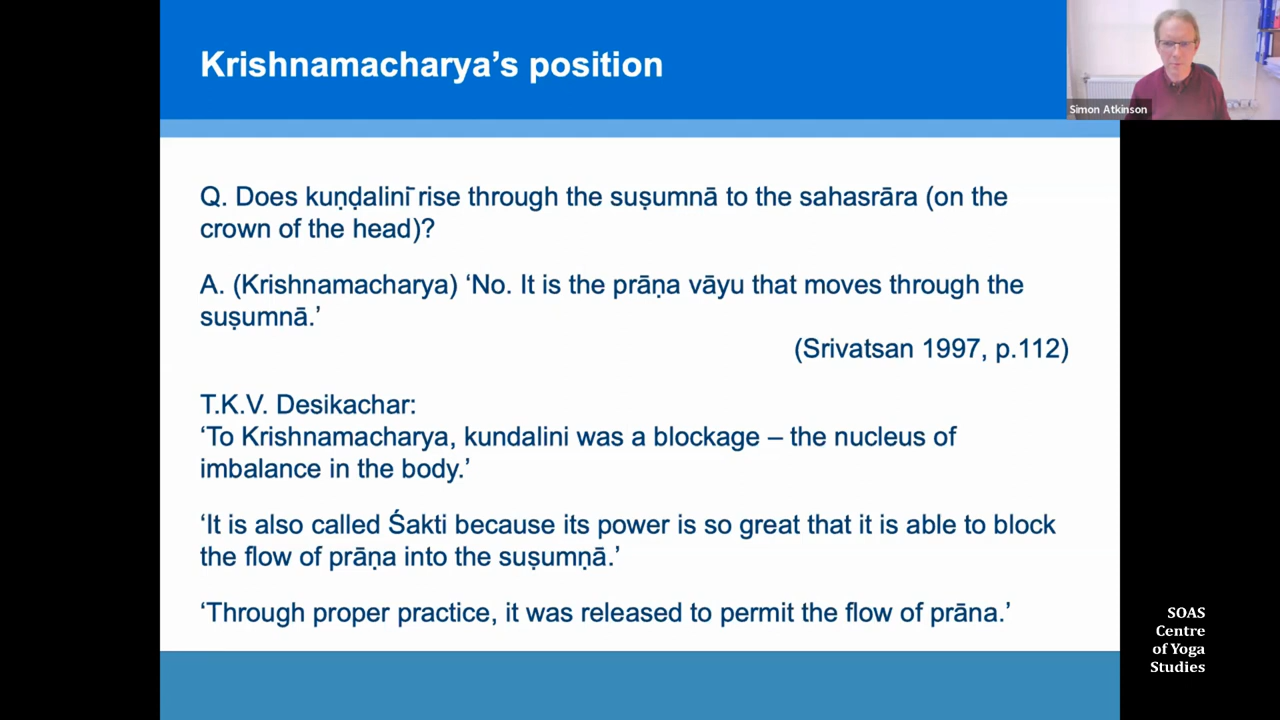 Krishnamacharya's position
Simon Atkinson
Q. Does kuṇḍalinī rise through the suṣumnā to the sahasrāra (on the
crown of the head)?
A. (Krishnamacharya) ‘No. It is the prāṇa vāyu that moves through the
suṣumnā.’
(Srivatsan 1997, p.112)
T.K.V. Desikachar:
‘To Krishnamacharya, kundalini was a blockage – the nucleus of
imbalance in the body.’
‘It is also called Śakti because its power is so great that it is able to block
the flow of prāṇa into the suṣumṇā.’
‘Through proper practice, it was released to permit the flow of prāna.’
SOAS
Centre
of Yoga
Studies